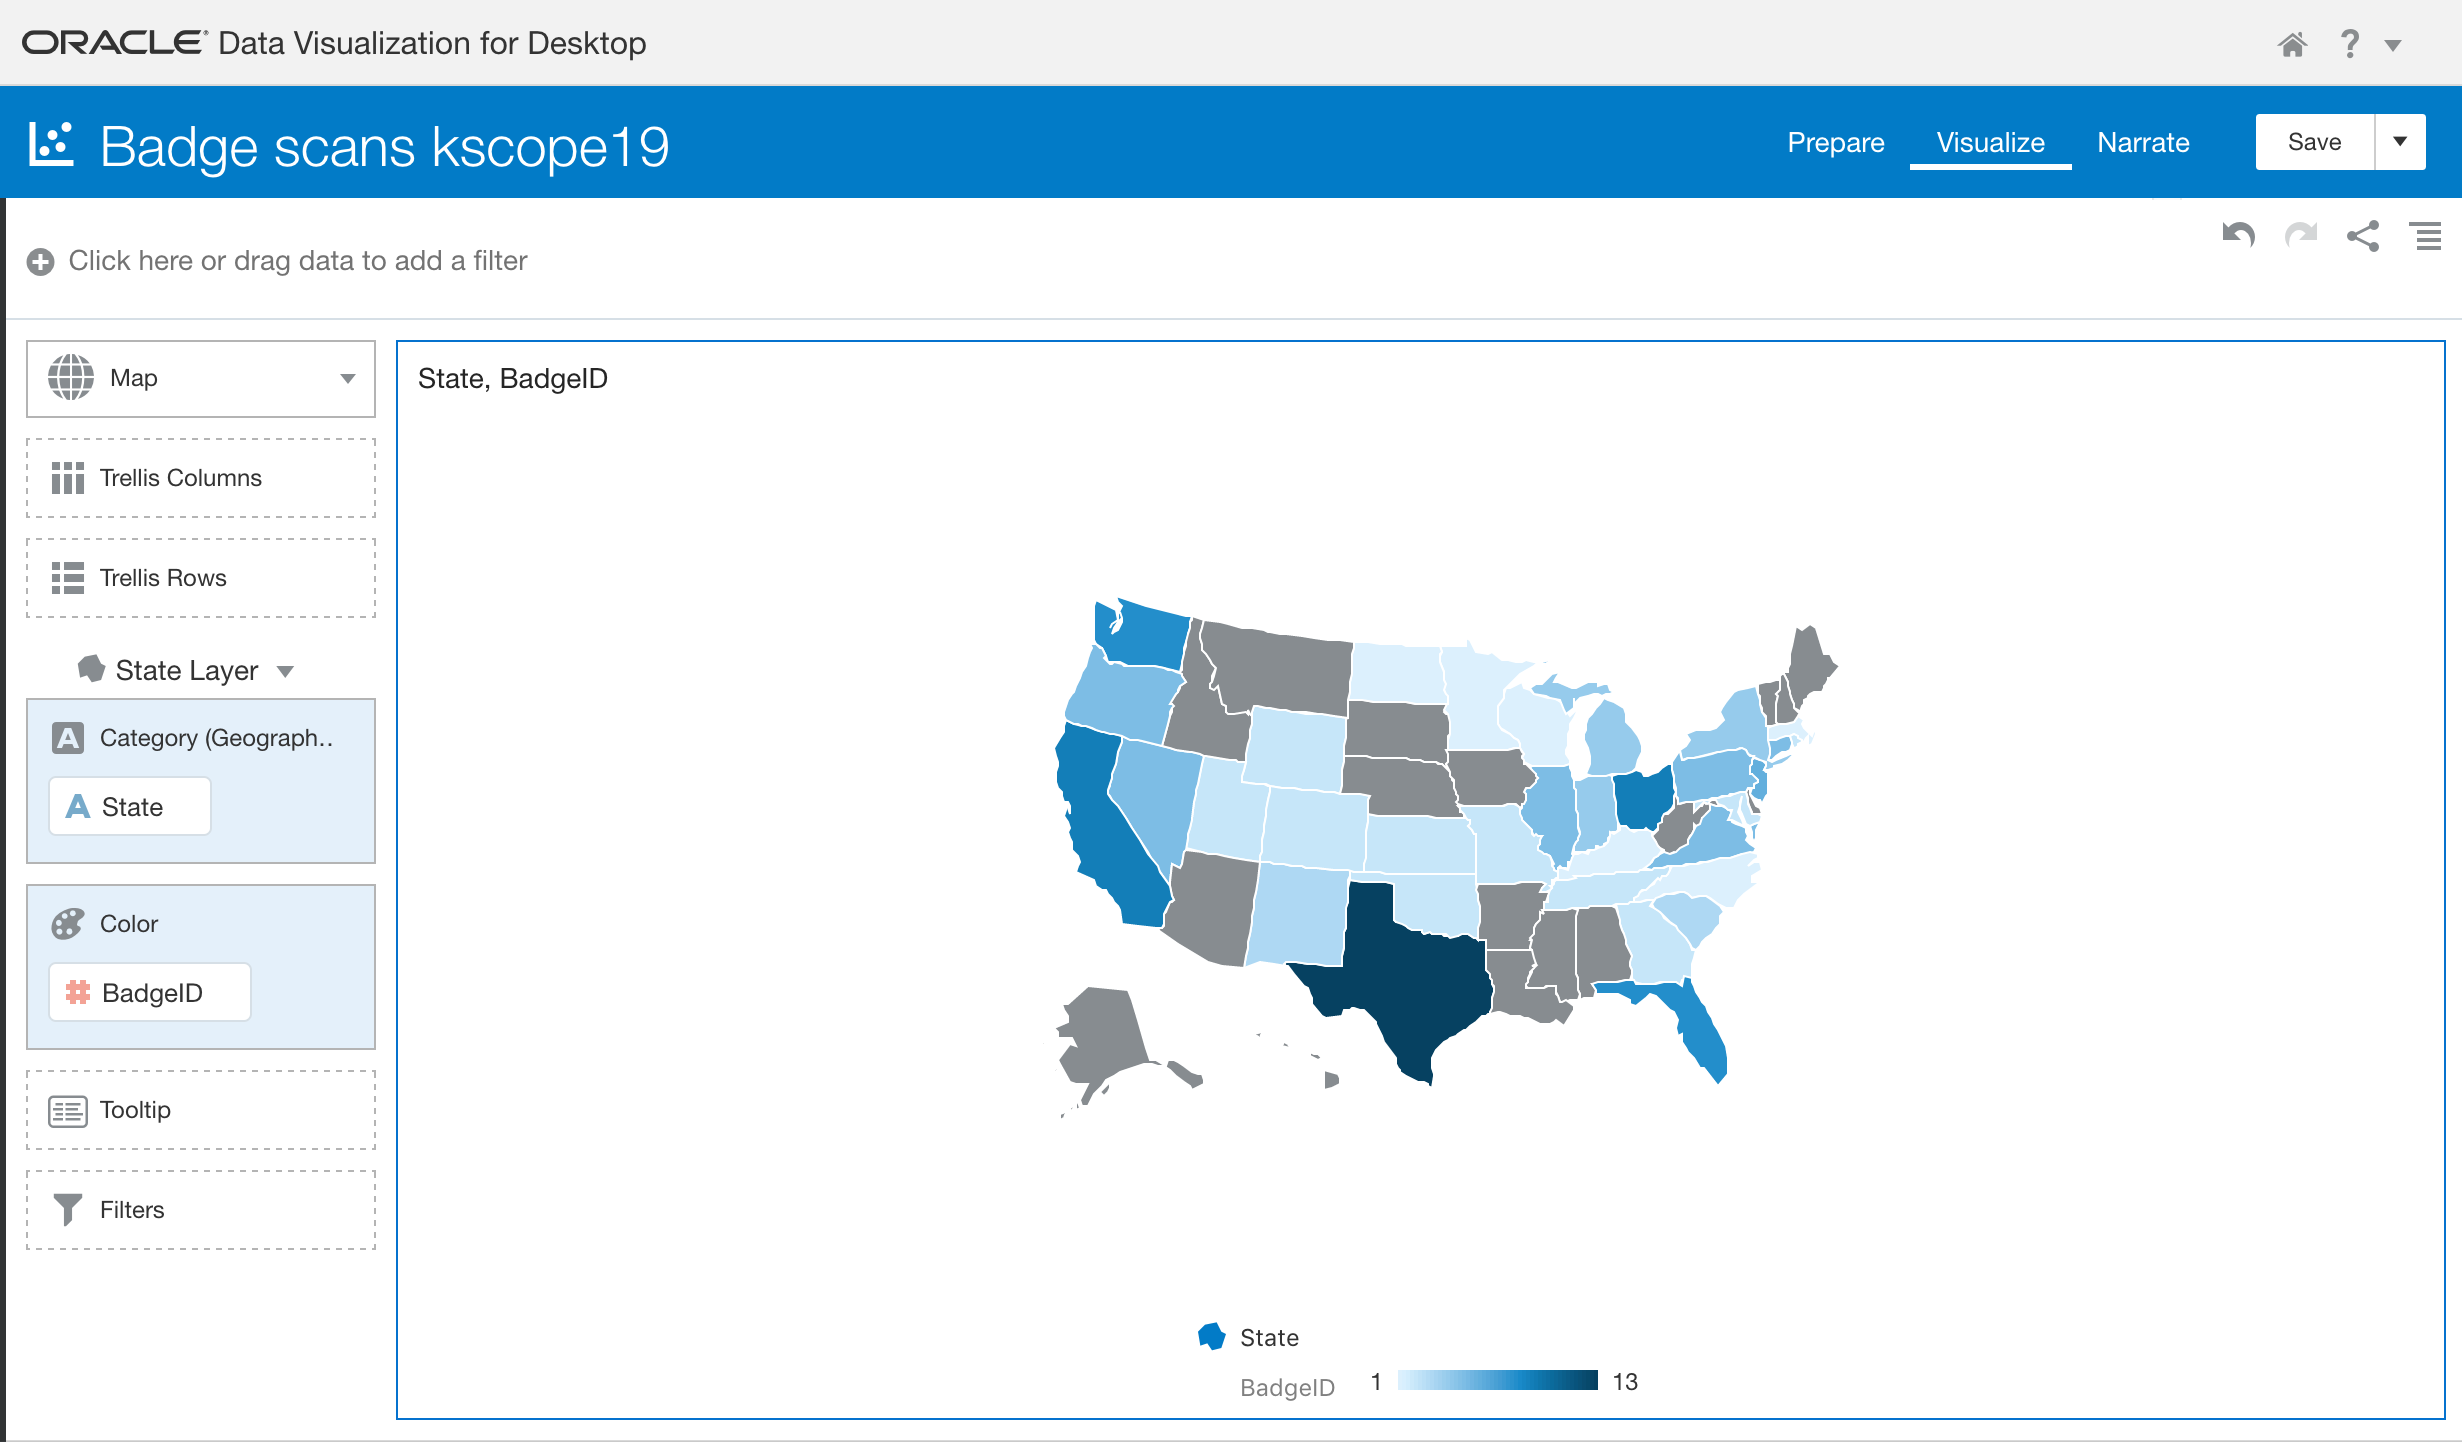 ORACLE® Data Visualization for Desktop
?
Badge scans kscope19
Prepare Visualize Narrate Save
Click here or drag data to add a filter
Map
State, BadgeID
Trellis Columns
Trellis Rows
State Layer
A Category (Geograph..
A State
Color
# BadgeID
Tooltip
Filters
State
BadgeID 1 13